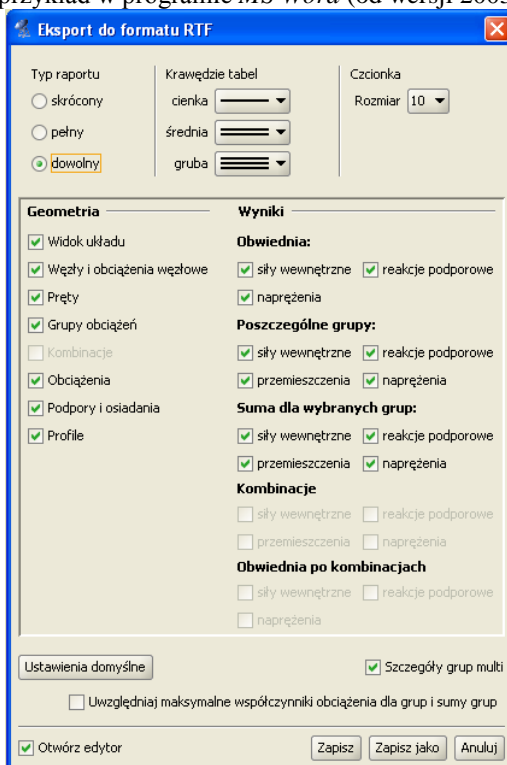 przykład w programie MS Word (od wersji 2003
Eksport do formatu RTF
Typ raportu
skrócony
pełny
dowolny
Krawędzie tabel
cienka
średnia
gruba
Czcionka
Rozmiar 10
Geometria
Widok układu
Węzły i obciążenia węzłowe
Pręty
Grupy obciążeń
Kombinacje
Obciążenia
Podpory i osiadania
Profile
Wyniki
Obwiednia:
siły wewnętrzne reakcje podporowe
naprężenia
Poszczególne grupy:
siły wewnętrzne reakcje podporowe
przemieszczenia naprężenia
Suma dla wybranych grup:
siły wewnętrzne reakcje podporowe
przemieszczenia naprężenia
Kombinacje
siły wewnętrzne reakcje podporowe
przemieszczenia naprężenia
Obwiednia po kombinacjach
siły wewnętrzne reakcje podporowe
naprężenia
Ustawienia domyślne
Szczegóły grup multi
Uwzględniaj maksymalne współczynniki obciążenia dla grup i sumy grup
Otwórz edytor
Zapisz Zapisz jako Anuluj